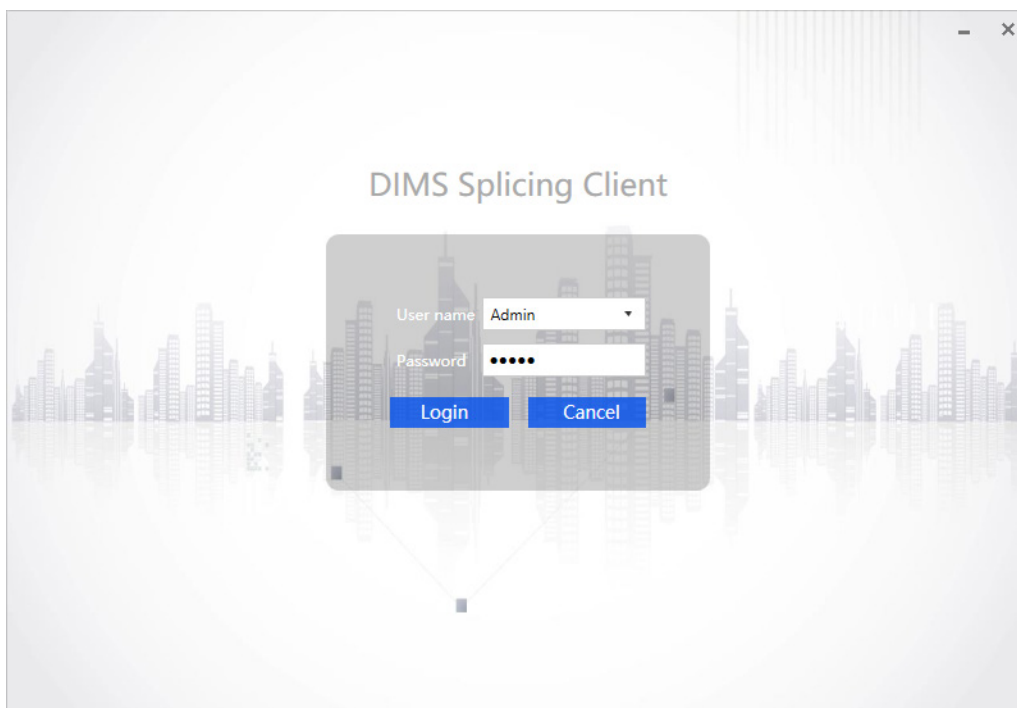 DIMS Splicing Client
User name Admin
Password •••••
Login Cancel